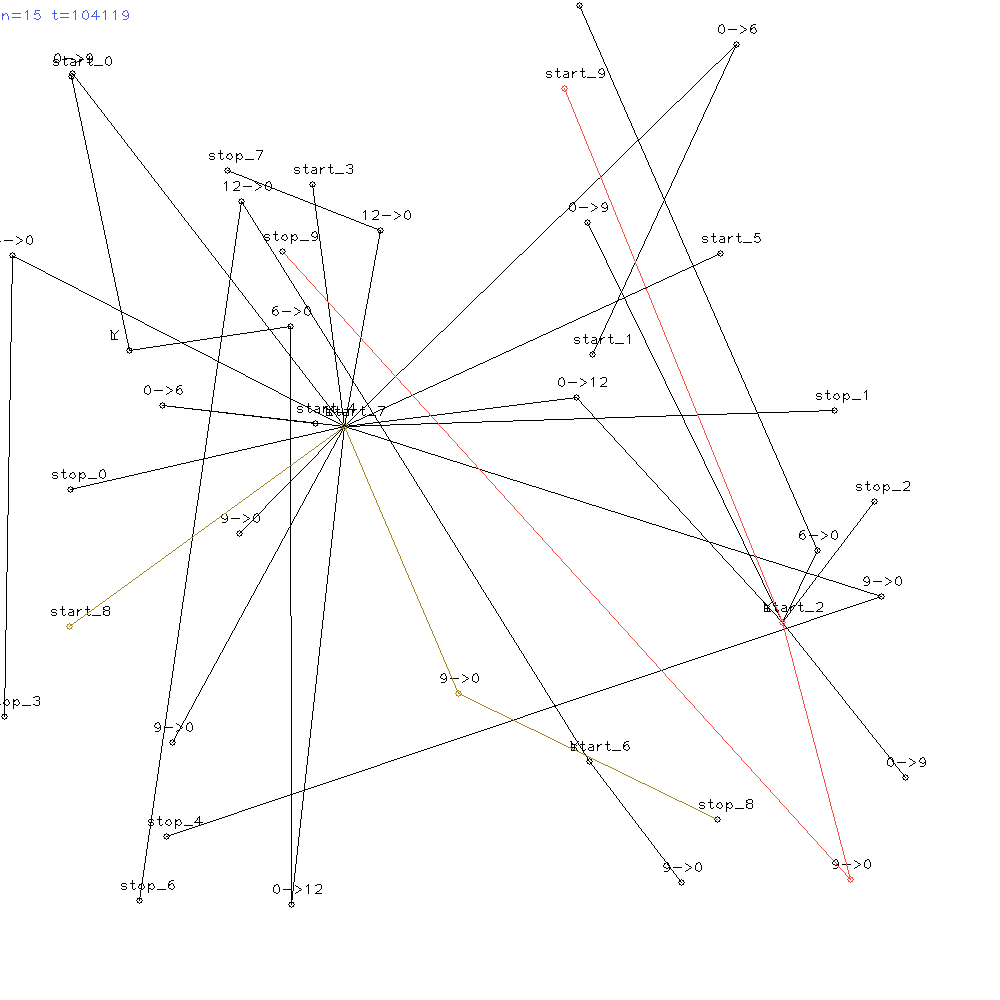 n=15 t=104119
0->6
0->9
start_0
start_9
stop_7
start_3
12->0
0->9
12->0
stop_9
start_5
->0
6->0
R
start_1
0->12
0->6
stop_1
start_7
stop_0
stop_2
9->0
6->0
9->0
start_8
start_2
9->0
op_3
9->0
start_6
0->9
stop_8
stop_4
9->0
9->0
stop_6
0->12